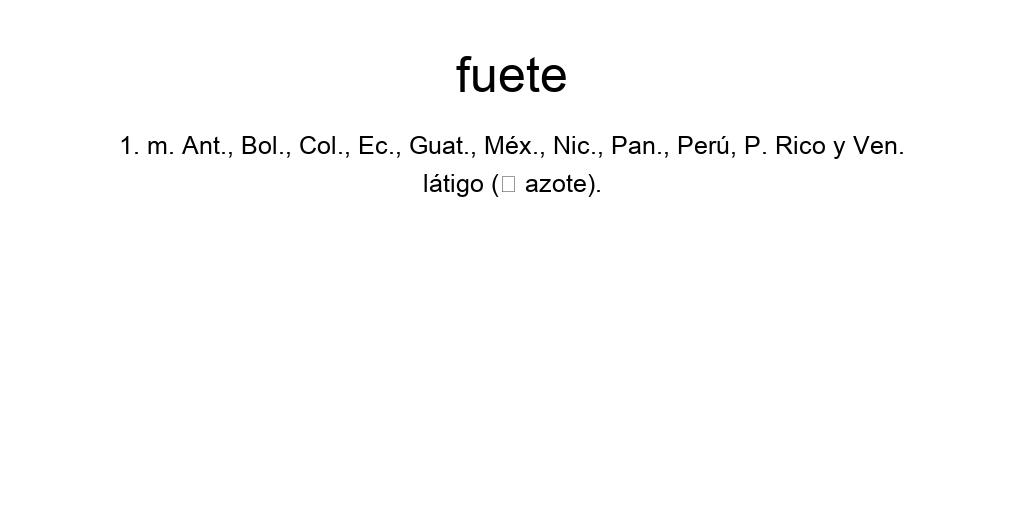 fuete
1. m. Ant., Bol., Col., Ec., Guat., Méx., Nic., Pan., Perú, P. Rico y Ven.
látigo (□ azote).